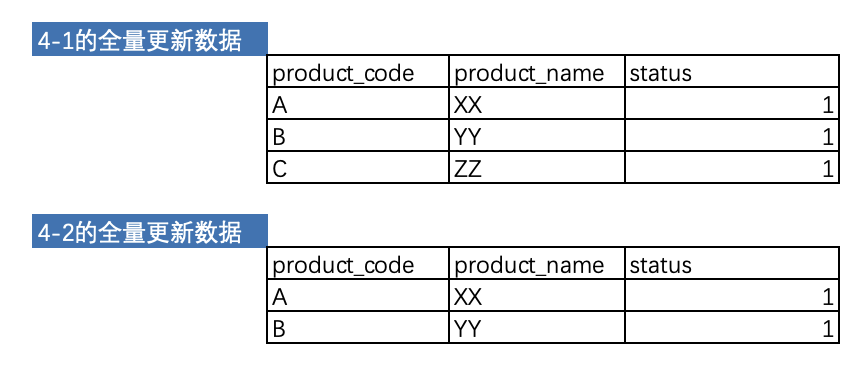 4-1的全量更新数据
product_code product_name status
A XX 1
B YY 1
C ZZ 1
4-2的全量更新数据
product_code product_name status
A XX 1
B YY 1